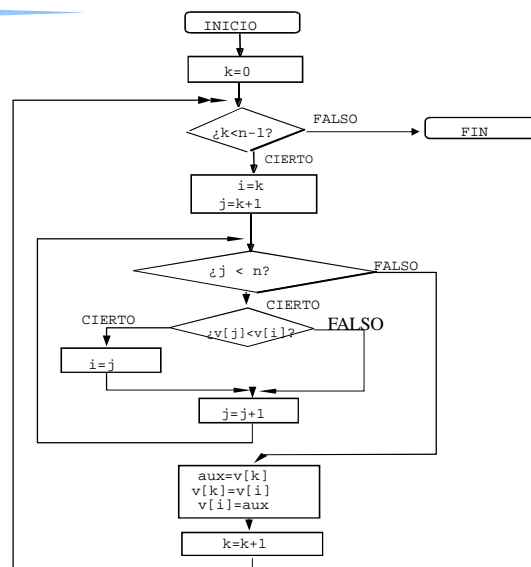 INICIO
k=0
¿k<n-1?
FALSO
FIN
CIERTO
i=k
j=k+1
¿j < n?
FALSO
CIERTO
CIERTO
¿v[j]<v[i]?
FALSO
i=j
j=j+1
aux=v[k]
v[k]=v[i]
v[i]=aux
k=k+1